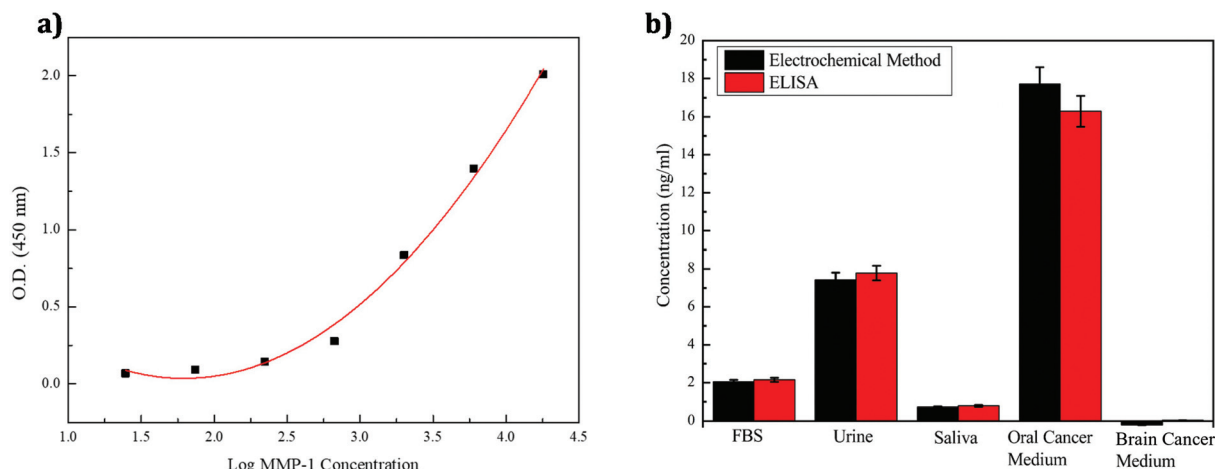 a)
2.0
1.5
1.0
0.5
0.0
O.D. (450 nm)
1.0 1.5 2.0 2.5 3.0 3.5 4.0 4.5
Log MMP-1 Concentration
b)
Electrochemical Method
ELISA
20
18
16
14
12
10
8
6
4
2
0
Concentration (ng/ml)
FBS Urine Saliva Oral Cancer Brain Cancer
Medium Medium